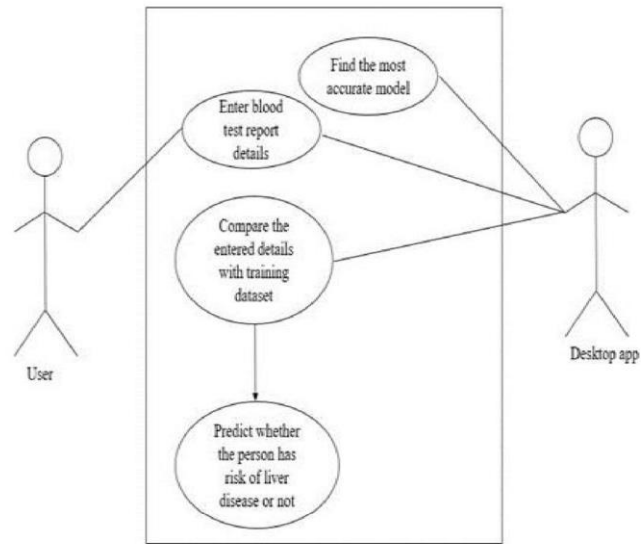 Find the most
accurate model
Enter blood
test report
details
Compare the
entered details
with training
dataset
User
Desktop app
Predict whether
the person has
risk of liver
disease or not